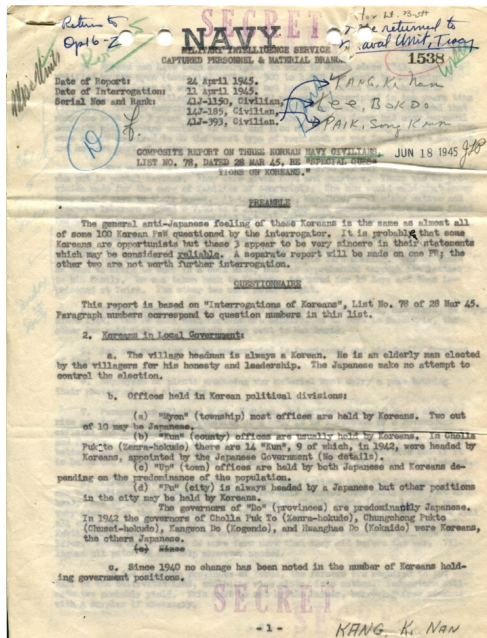 SECRET
Return to
Op16-Z
NAVY
to be returned to
Naval Unit, Tracy
MILITARY INTELLIGENCE SERVICE
CAPTURED PERSONNEL & MATERIAL BRANCH
1538
Date of Report: 24 April 1945.
Date of Interrogation: 11 April 1945.
Serial Nos and Rank: 41J-1150, Civilian,
14J-185, Civilian,
41J-393, Civilian,
KANG, Ki Nan
Lee, BOK DO
PAIK, Song Kun
COMPOSITE REPORT ON THREE KOREAN NAVY CIVILIANS,
LIST NO. 78, DATED 28 MAR 45, RE "SPECIAL QUES-
TIONS ON KOREANS."
JUN 18 1945
PREAMBLE
The general anti-Japanese feeling of these Koreans is the same as almost all
of some 100 Korean PsW questioned by the interrogator. It is probable that some
Koreans are opportunists but these 3 appear to be very sincere in their statements
which may be considered reliable. A separate report will be made on one PW; the
other two are not worth further interrogation.
QUESTIONNAIRE
This report is based on "Interrogations of Koreans", List No. 78 of 28 Mar 45.
Paragraph numbers correspond to question numbers in this list.
2. Koreans in Local Government:
a. The village headman is always a Korean. He is an elderly man elected
by the villagers for his honesty and leadership. The Japanese make no attempt to
control the election.
b. Offices held in Korean political divisions:
(a) "Myon" (township) most offices are held by Koreans. Two out
of 10 may be Japanese.
(b) "Kun" (county) offices are usually held by Koreans. In Cholla
Pukto (Zenra-hokudo) there are 14 "Kun", 9 of which, in 1942, were headed by
Koreans, appointed by the Japanese Government (No details).
(c) "Up" (town) offices are held by both Japanese and Koreans de-
pending on the predominance of the population.
(d) "Pu" (city) is always headed by a Japanese but other positions
in the city may be held by Koreans.
The governors of "Do" (provinces) are predominantly Japanese.
In 1942 the governors of Cholla Puk To (Zenra-hokudo), Chungchong Pukto
(Chusei-hokudo), Kangwon Do (Kogendo), and Huanghae Do (Kokaido) were Koreans,
the others Japanese.
(e) Since
c. Since 1940 no change has been noted in the number of Koreans hold-
ing government positions.
SECRET
- 1 -
KANG, KI NAN